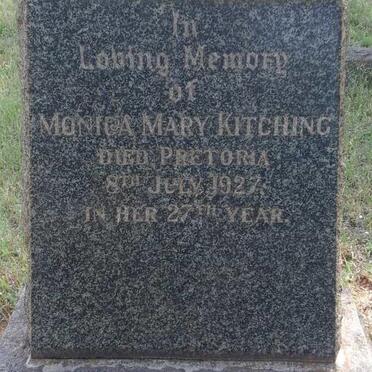 In
Loving Memory
of
MONICA MARY KITCHING
DIED PRETORIA
8TH JULY, 1927,
IN HER 27TH YEAR.